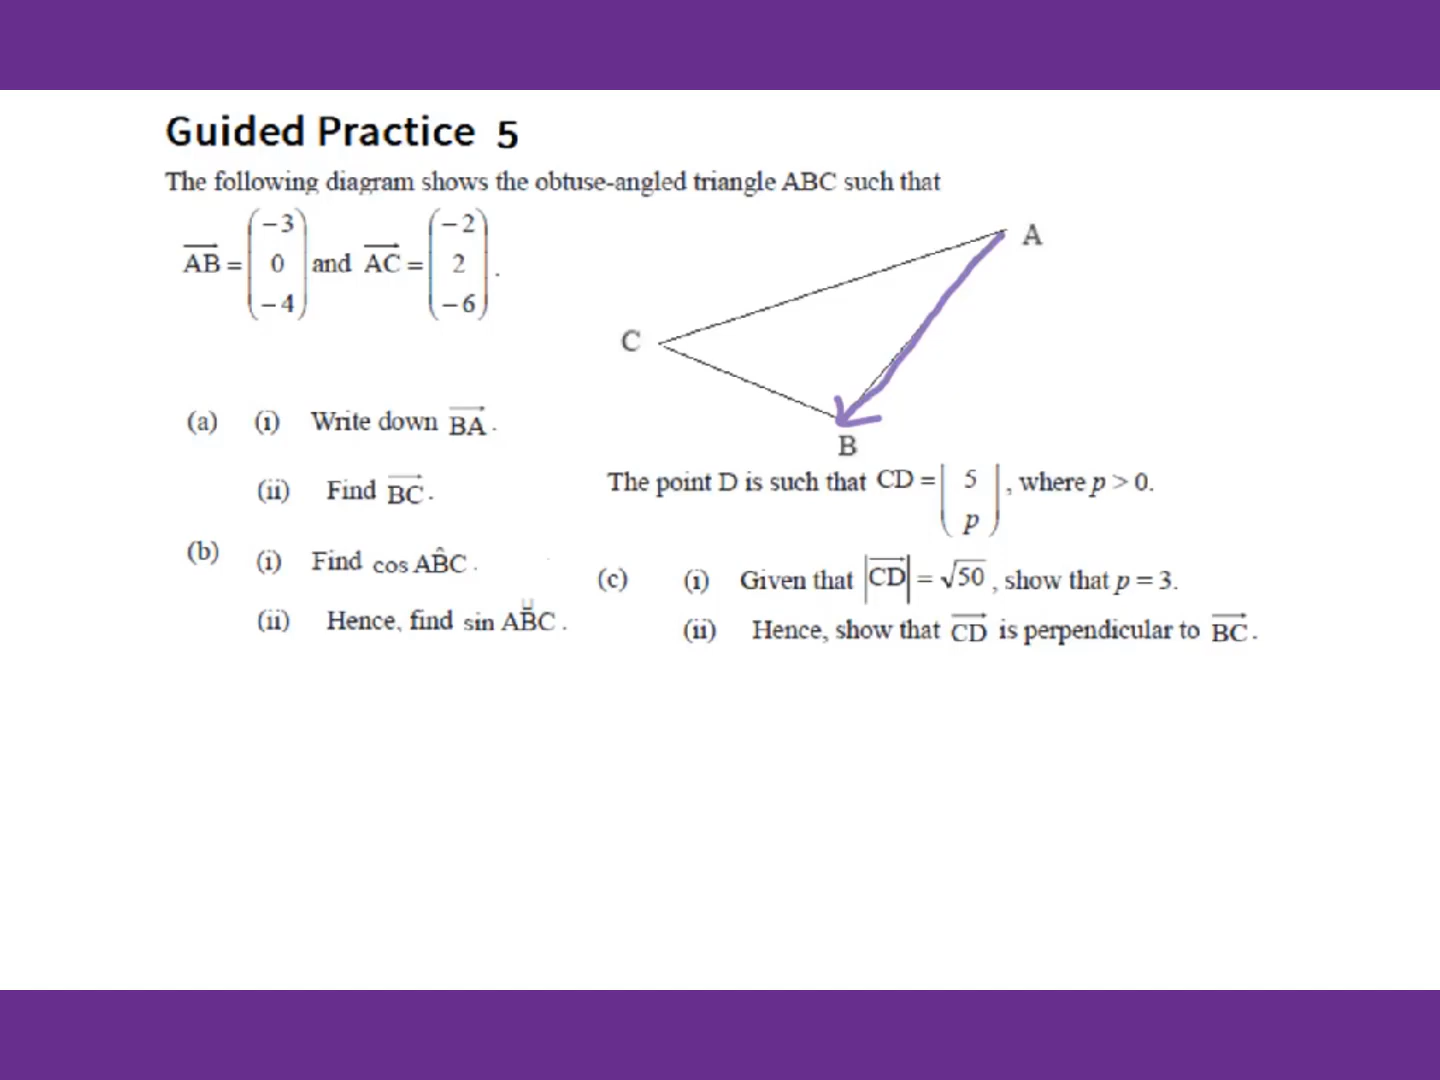 Guided Practice 5
The following diagram shows the obtuse-angled triangle ABC such that
AB = (-3 0 -4) and AC = (-2 2 -6).
A
C
B
(a) (i) Write down BA.
(ii) Find BC.
(b) (i) Find cos AB̂C.
(ii) Hence, find sin AB̂C.
The point D is such that CD = (5 p), where p > 0.
(c) (i) Given that |CD| = √50, show that p = 3.
(ii) Hence, show that CD is perpendicular to BC.